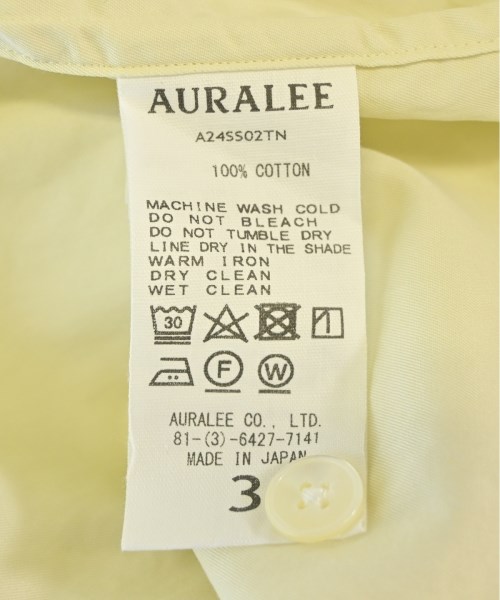 AURALEE
A24SS02TN
100% COTTON
MACHINE WASH COLD
DO NOT BLEACH
DO NOT TUMBLE DRY
LINE DRY IN THE SHADE
WARM IRON
DRY CLEAN
WET CLEAN
30
F W
AURALEE CO., LTD.
81-(3)-6427-7141
MADE IN JAPAN
3